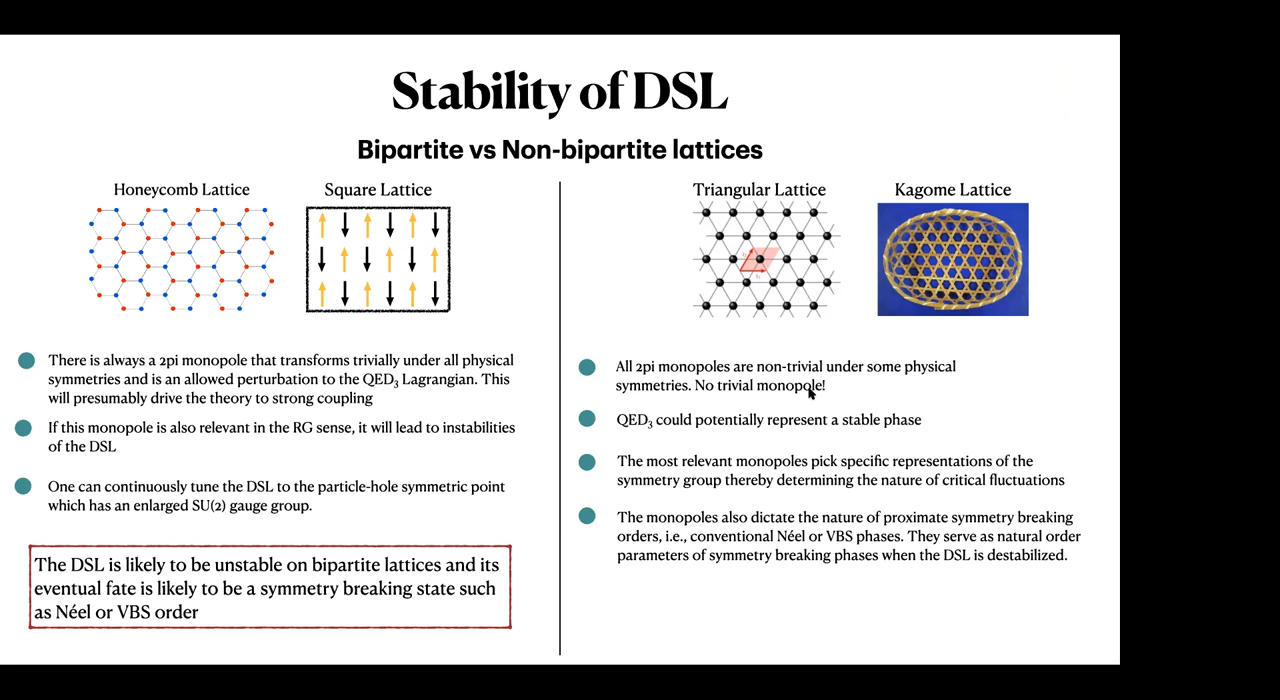 Stability of DSL
Bipartite vs Non-bipartite lattices
Honeycomb Lattice
Square Lattice
There is always a 2pi monopole that transforms trivially under all physical
symmetries and is an allowed perturbation to the QED₃ Lagrangian. This
will presumably drive the theory to strong coupling
If this monopole is also relevant in the RG sense, it will lead to instabilities
of the DSL
One can continuously tune the DSL to the particle-hole symmetric point
which has an enlarged SU(2) gauge group.
The DSL is likely to be unstable on bipartite lattices and its
eventual fate is likely to be a symmetry breaking state such
as Néel or VBS order
Triangular Lattice
Kagome Lattice
All 2pi monopoles are non-trivial under some physical
symmetries. No trivial monopole!
QED₃ could potentially represent a stable phase
The most relevant monopoles pick specific representations of the
symmetry group thereby determining the nature of critical fluctuations
The monopoles also dictate the nature of proximate symmetry breaking
orders, i.e., conventional Néel or VBS phases. They serve as natural order
parameters of symmetry breaking phases when the DSL is destabilized.